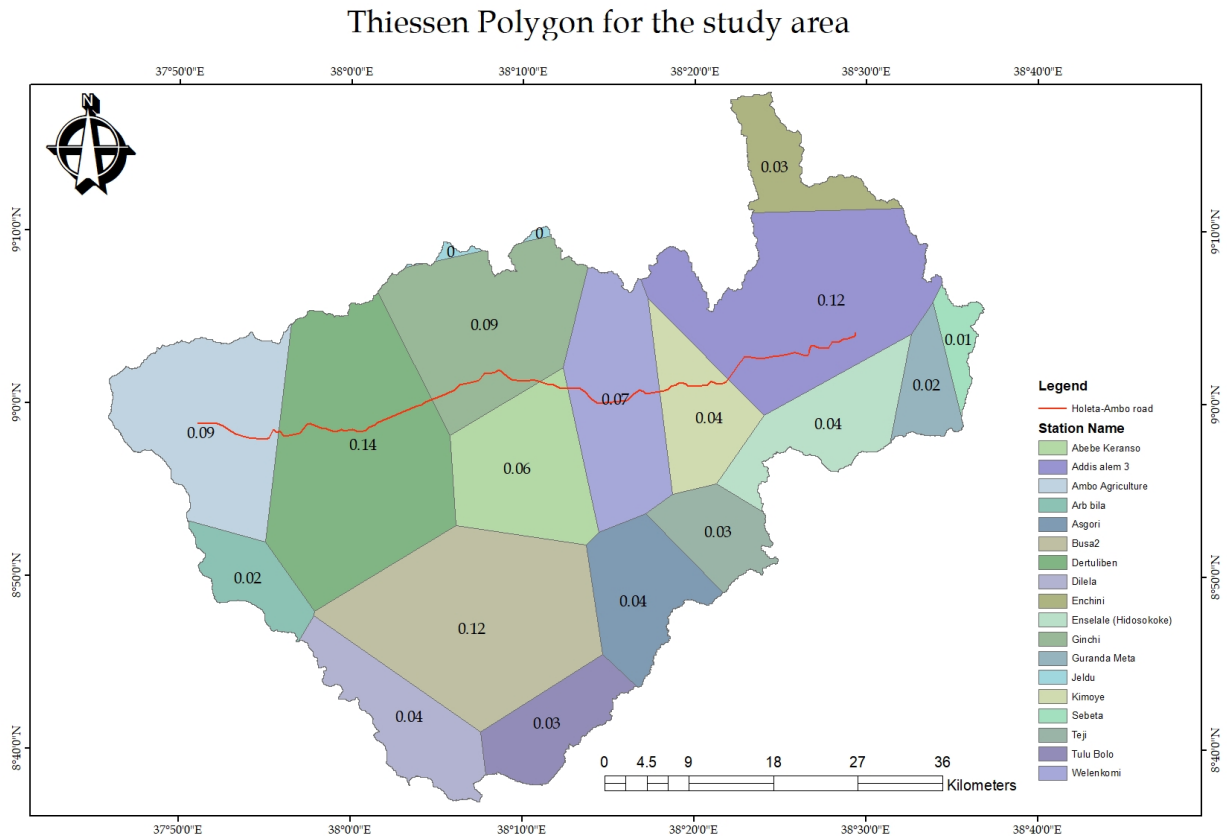 Thiessen Polygon for the study area
37°50'0"E 38°0'0"E 38°10'0"E 38°20'0"E 38°30'0"E 38°40'0"E
N
0.03
9°10'0"N
9°10'0"N
0
0
0.12
0.09
0.01
0.02
9°0'0"N
9°0'0"N
0.07
0.04
0.04
0.09
0.14
0.06
0.03
8°50'0"N
8°50'0"N
0.02
0.04
0.12
0.04
0.03
8°40'0"N
8°40'0"N
Legend
Holeta-Ambo road
Station Name
Abebe Keranso
Addis alem 3
Ambo Agriculture
Arb bila
Asgori
Busa2
Dertuliben
Dilela
Enchini
Enselale (Hidosokoke)
Ginchi
Guranda Meta
Jeldu
Kimoye
Sebeta
Teji
Tulu Bolo
Welenkomi
0 4.5 9 18 27 36
Kilometers
37°50'0"E 38°0'0"E 38°10'0"E 38°20'0"E 38°30'0"E 38°40'0"E